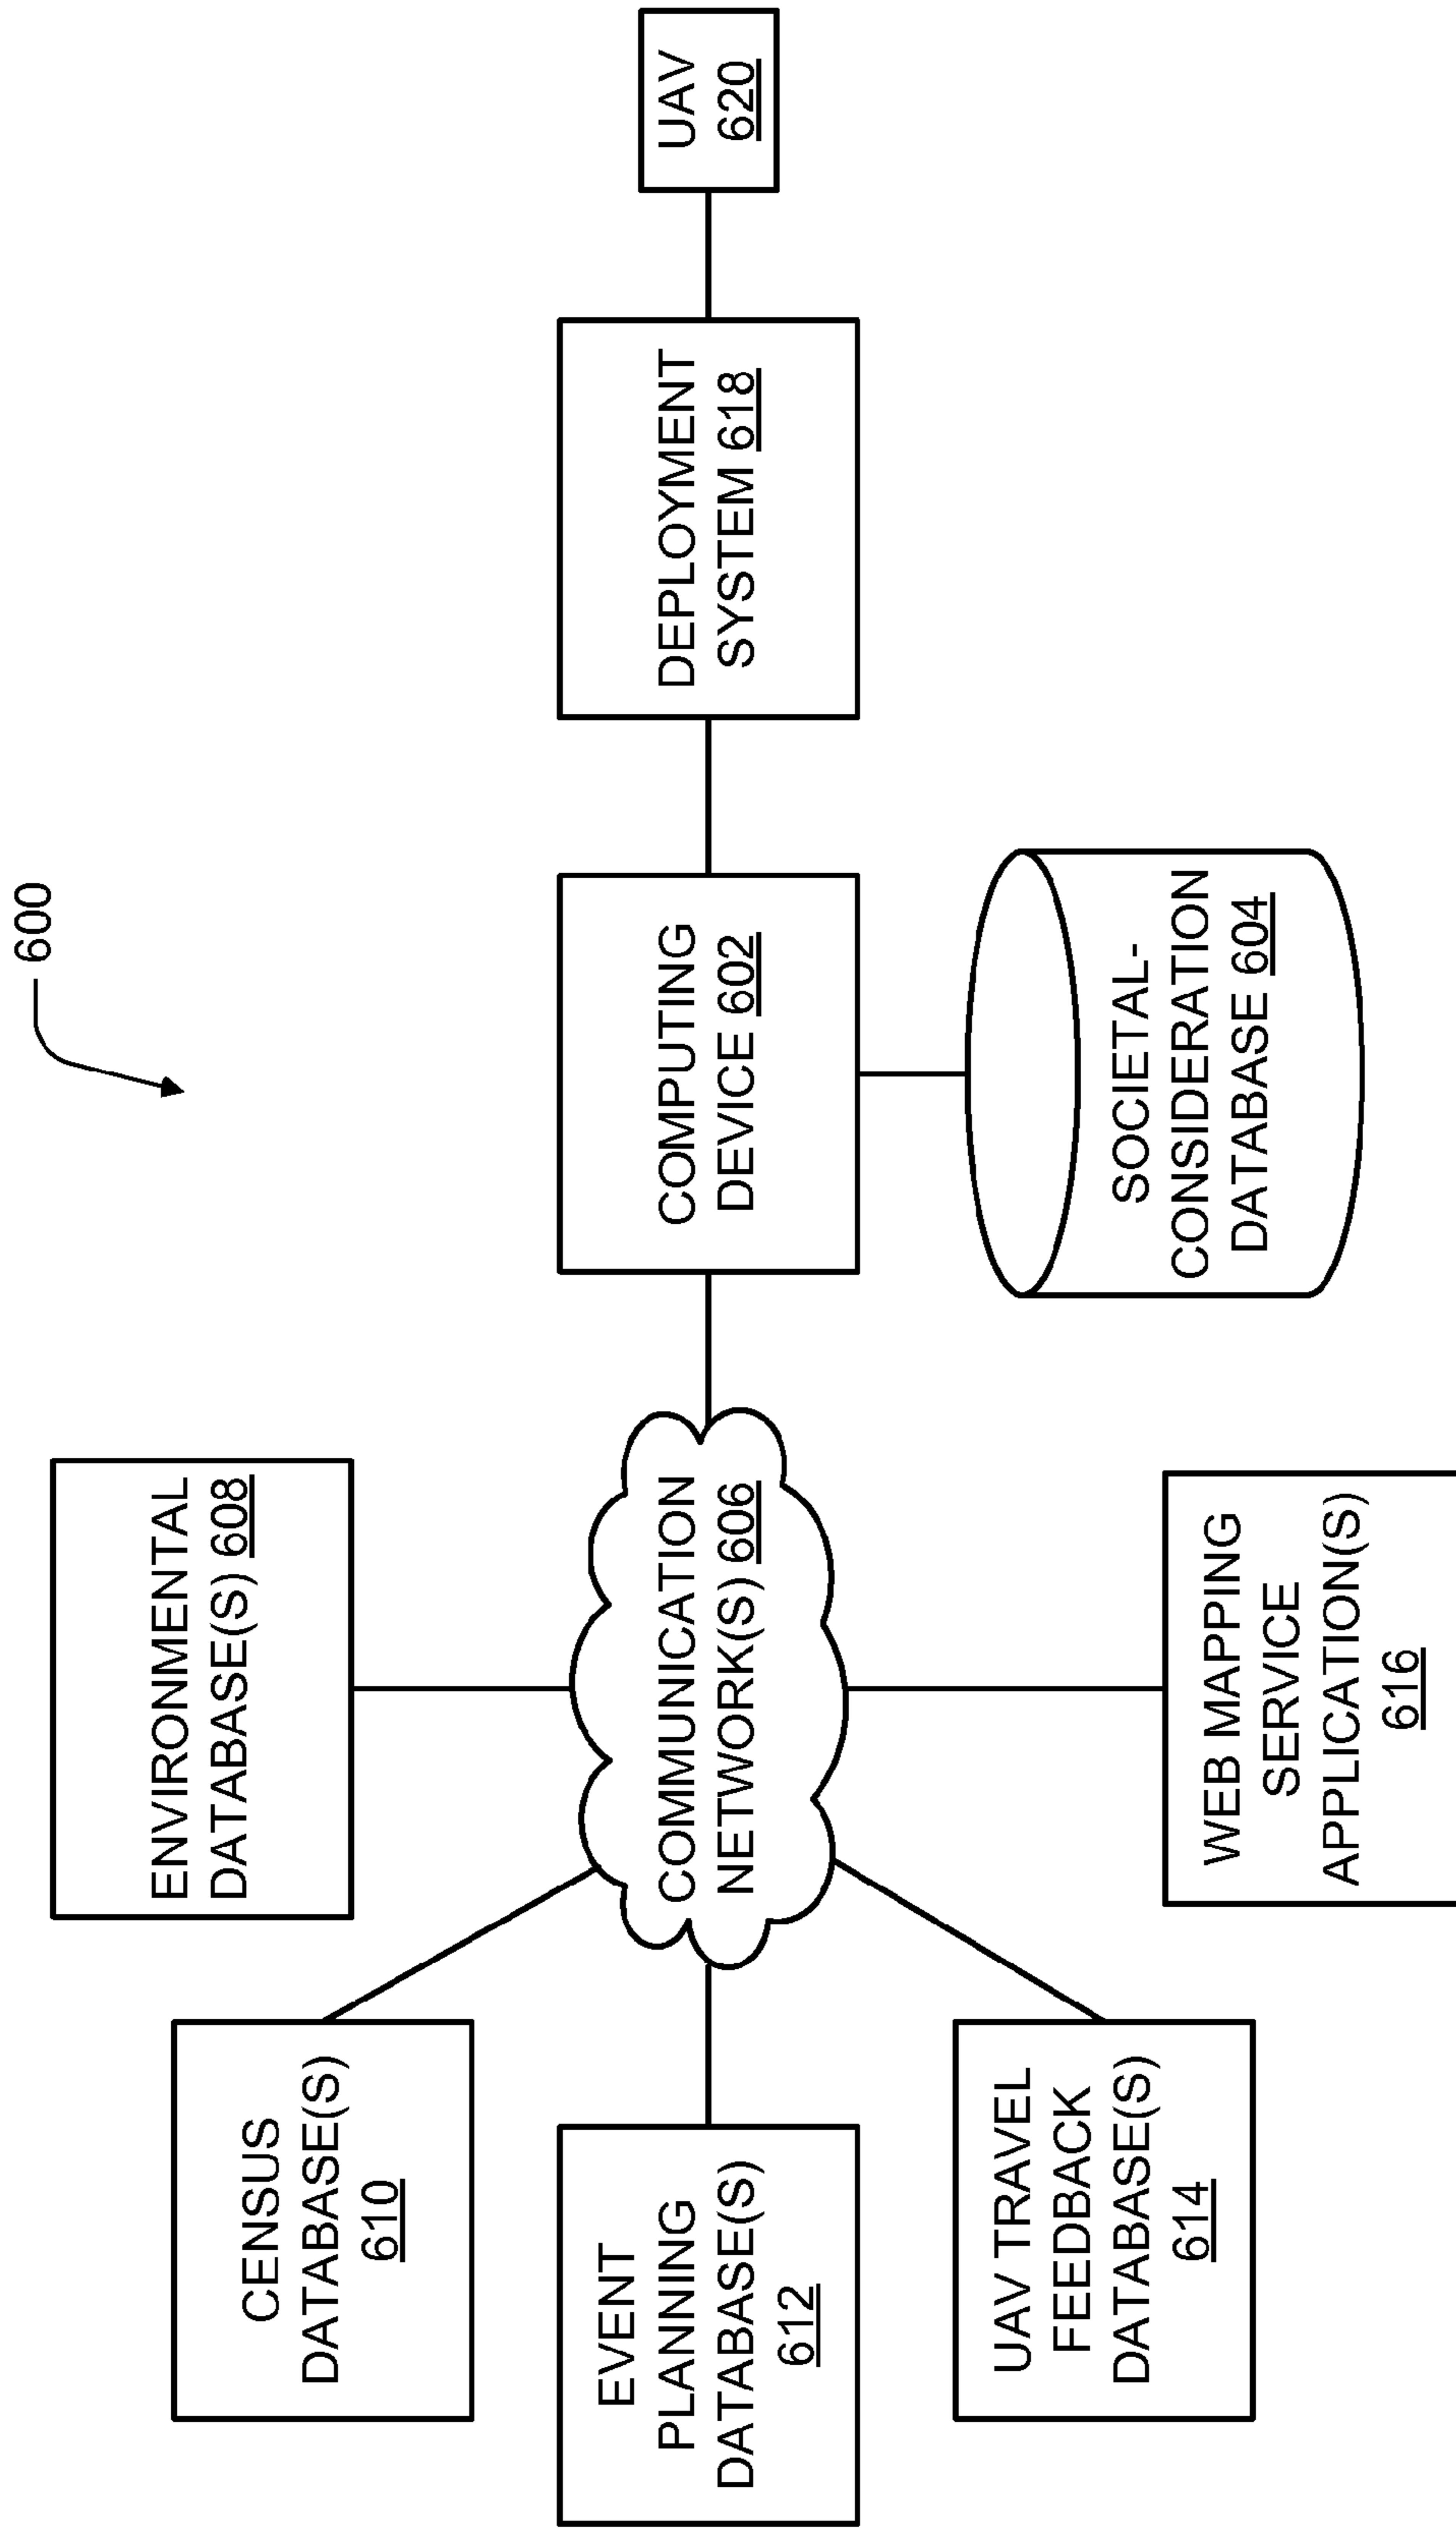 600
CENSUS
DATABASE(S)
610
ENVIRONMENTAL
DATABASE(S) 608
EVENT
PLANNING
DATABASE(S)
612
COMMUNICATION
NETWORK(S) 606
COMPUTING
DEVICE 602
DEPLOYMENT
SYSTEM 618
UAV
620
UAV TRAVEL
FEEDBACK
DATABASE(S)
614
WEB MAPPING
SERVICE
APPLICATION(S)
616
SOCIETAL-
CONSIDERATION
DATABASE 604